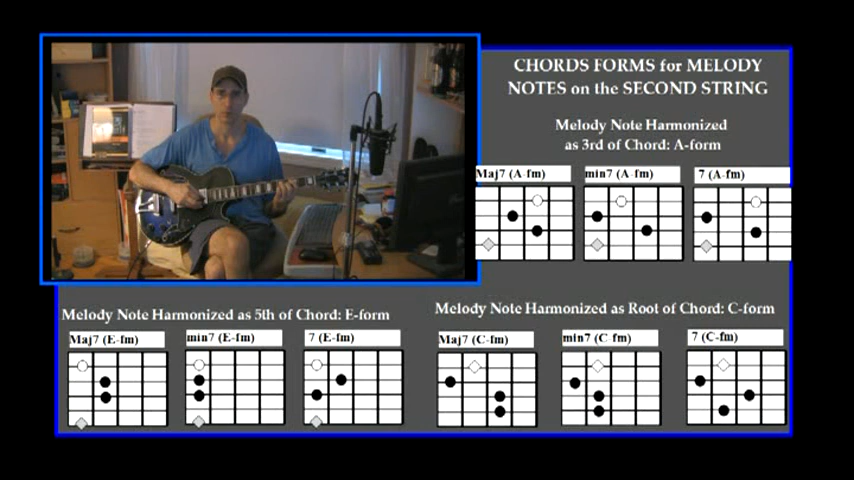 CHORDS FORMS for MELODY
NOTES on the SECOND STRING
Melody Note Harmonized
as 3rd of Chord: A-form
Maj7 (A-fm)
min7 (A-fm)
7 (A-fm)
Melody Note Harmonized as 5th of Chord: E-form
Maj7 (E-fm)
min7 (E-fm)
7 (E-fm)
Melody Note Harmonized as Root of Chord: C-form
Maj7 (C-fm)
min7 (C-fm)
7 (C-fm)